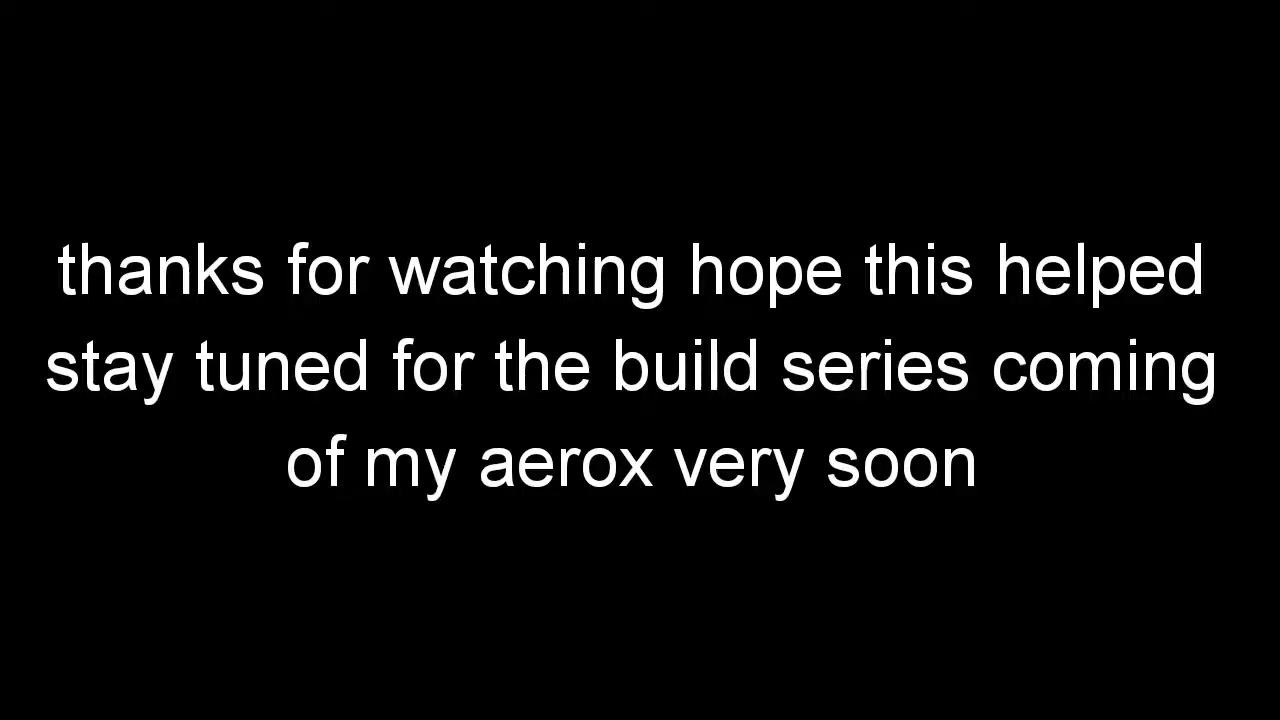 thanks for watching hope this helped
stay tuned for the build series coming
of my aerox very soon